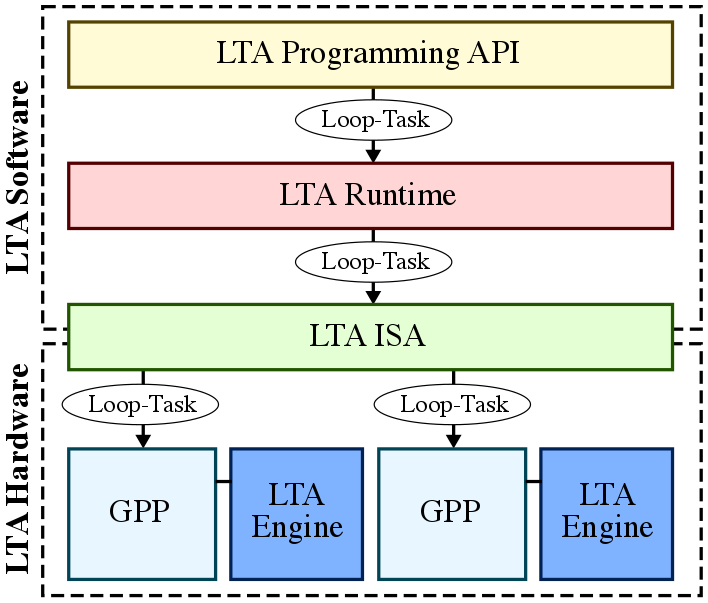 LTA Software
LTA Programming API
Loop-Task
LTA Runtime
Loop-Task
LTA ISA
LTA Hardware
Loop-Task
Loop-Task
GPP
LTA
Engine
GPP
LTA
Engine